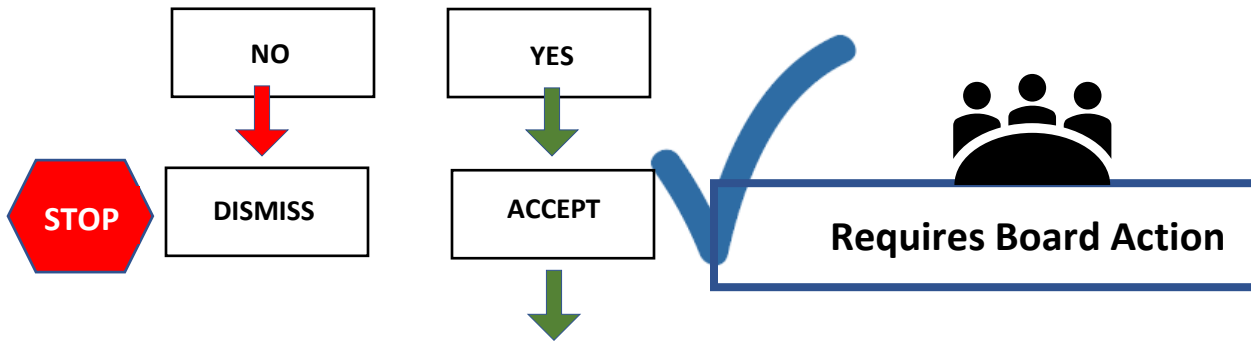 NO
YES
STOP
DISMISS
ACCEPT
Requires Board Action